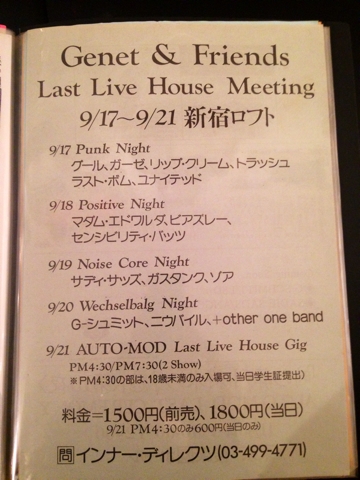 Genet & Friends
Last Live House Meeting
9/17〜9/21 新宿ロフト
9/17 Punk Night
グール、ガーゼ、リップ・クリーム、トラッシュ
ラスト・ボム、ユナイテッド
9/18 Positive Night
マダム・エドワルダ、ビアズレー、
センシビリティ・バッツ
9/19 Noise Core Night
サディ・サッズ、ガスタンク、ソア
9/20 Wechselbalg Night
G-シュミット、ニウバイル、+other one band
9/21 AUTO-MOD Last Live House Gig
PM4:30/PM7:30(2 Show)
※PM4:30の部は、18歳未満のみ入場可、当日学生証提出)
料金=1500円(前売)、1800円(当日)
9/21 PM4:30のみ600円(当日のみ)
問 インナー・ディレクツ(03-499-4771)